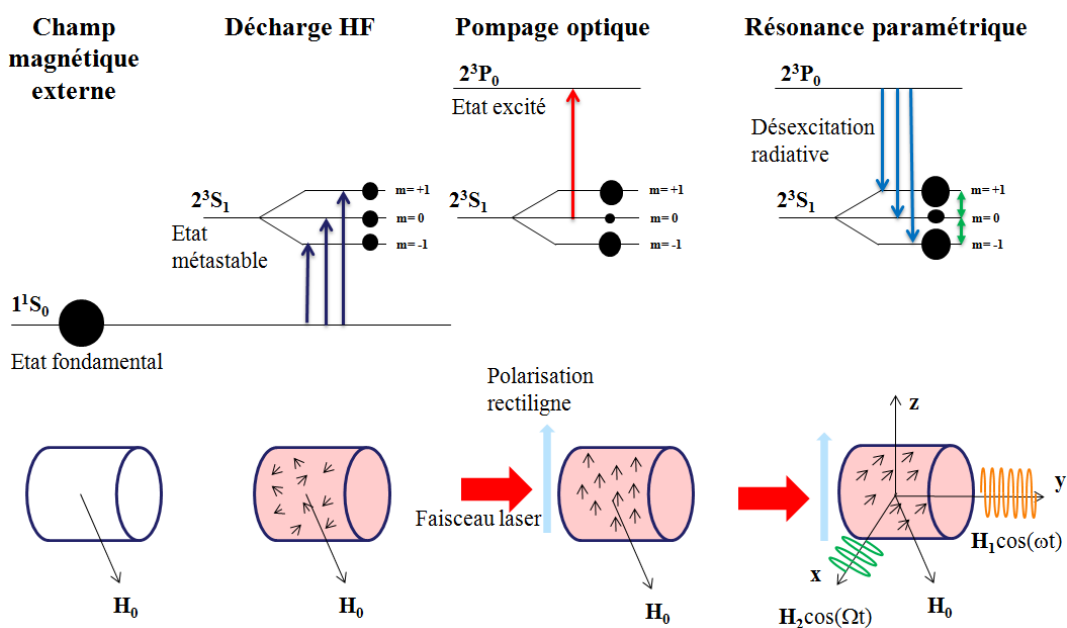 Champ
magnétique
externe
Décharge HF
Pompage optique
Résonance paramétrique
2³P₀
Etat excité
2³P₀
Désexcitation
radiative
2³S₁
m= +1
m= 0
m= -1
Etat
métastable
2³S₁
m= +1
m= 0
m= -1
2³S₁
m= +1
m= 0
m= -1
1¹S₀
Etat fondamental
Polarisation
rectiligne
Faisceau laser
z
y
x
H₁cos(ωt)
H₂cos(Ωt)
H₀
H₀
H₀
H₀